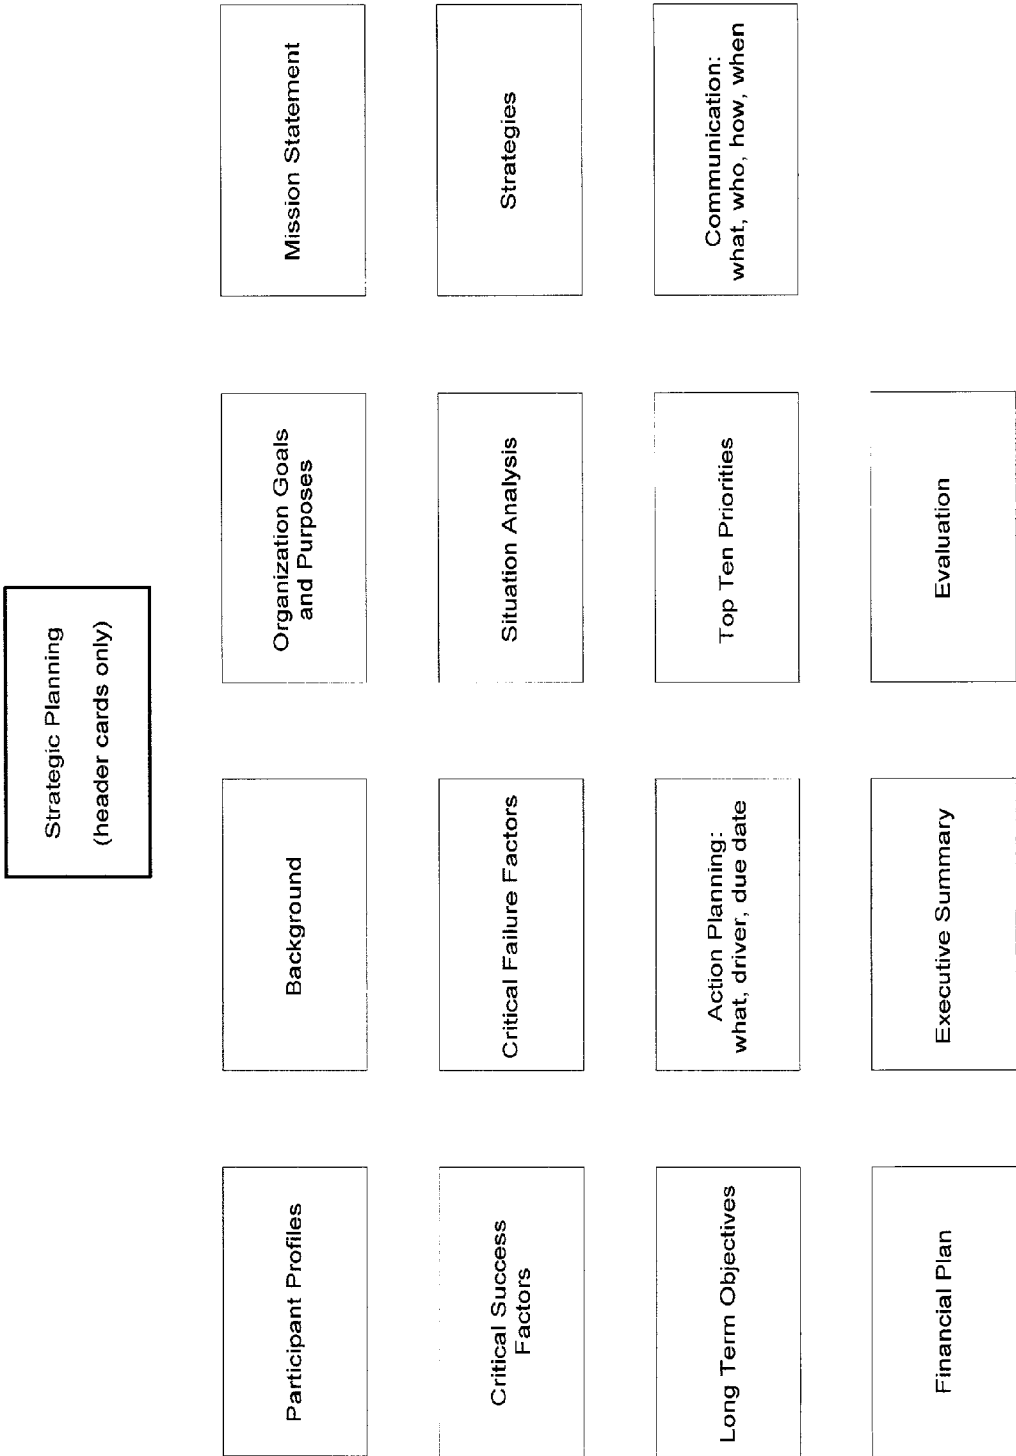 Strategic Planning
(header cards only)
Participant Profiles
Background
Organization Goals
and Purposes
Mission Statement
Critical Success
Factors
Critical Failure Factors
Situation Analysis
Strategies
Long Term Objectives
Action Planning:
what, driver, due date
Top Ten Priorities
Communication:
what, who, how, when
Financial Plan
Executive Summary
Evaluation